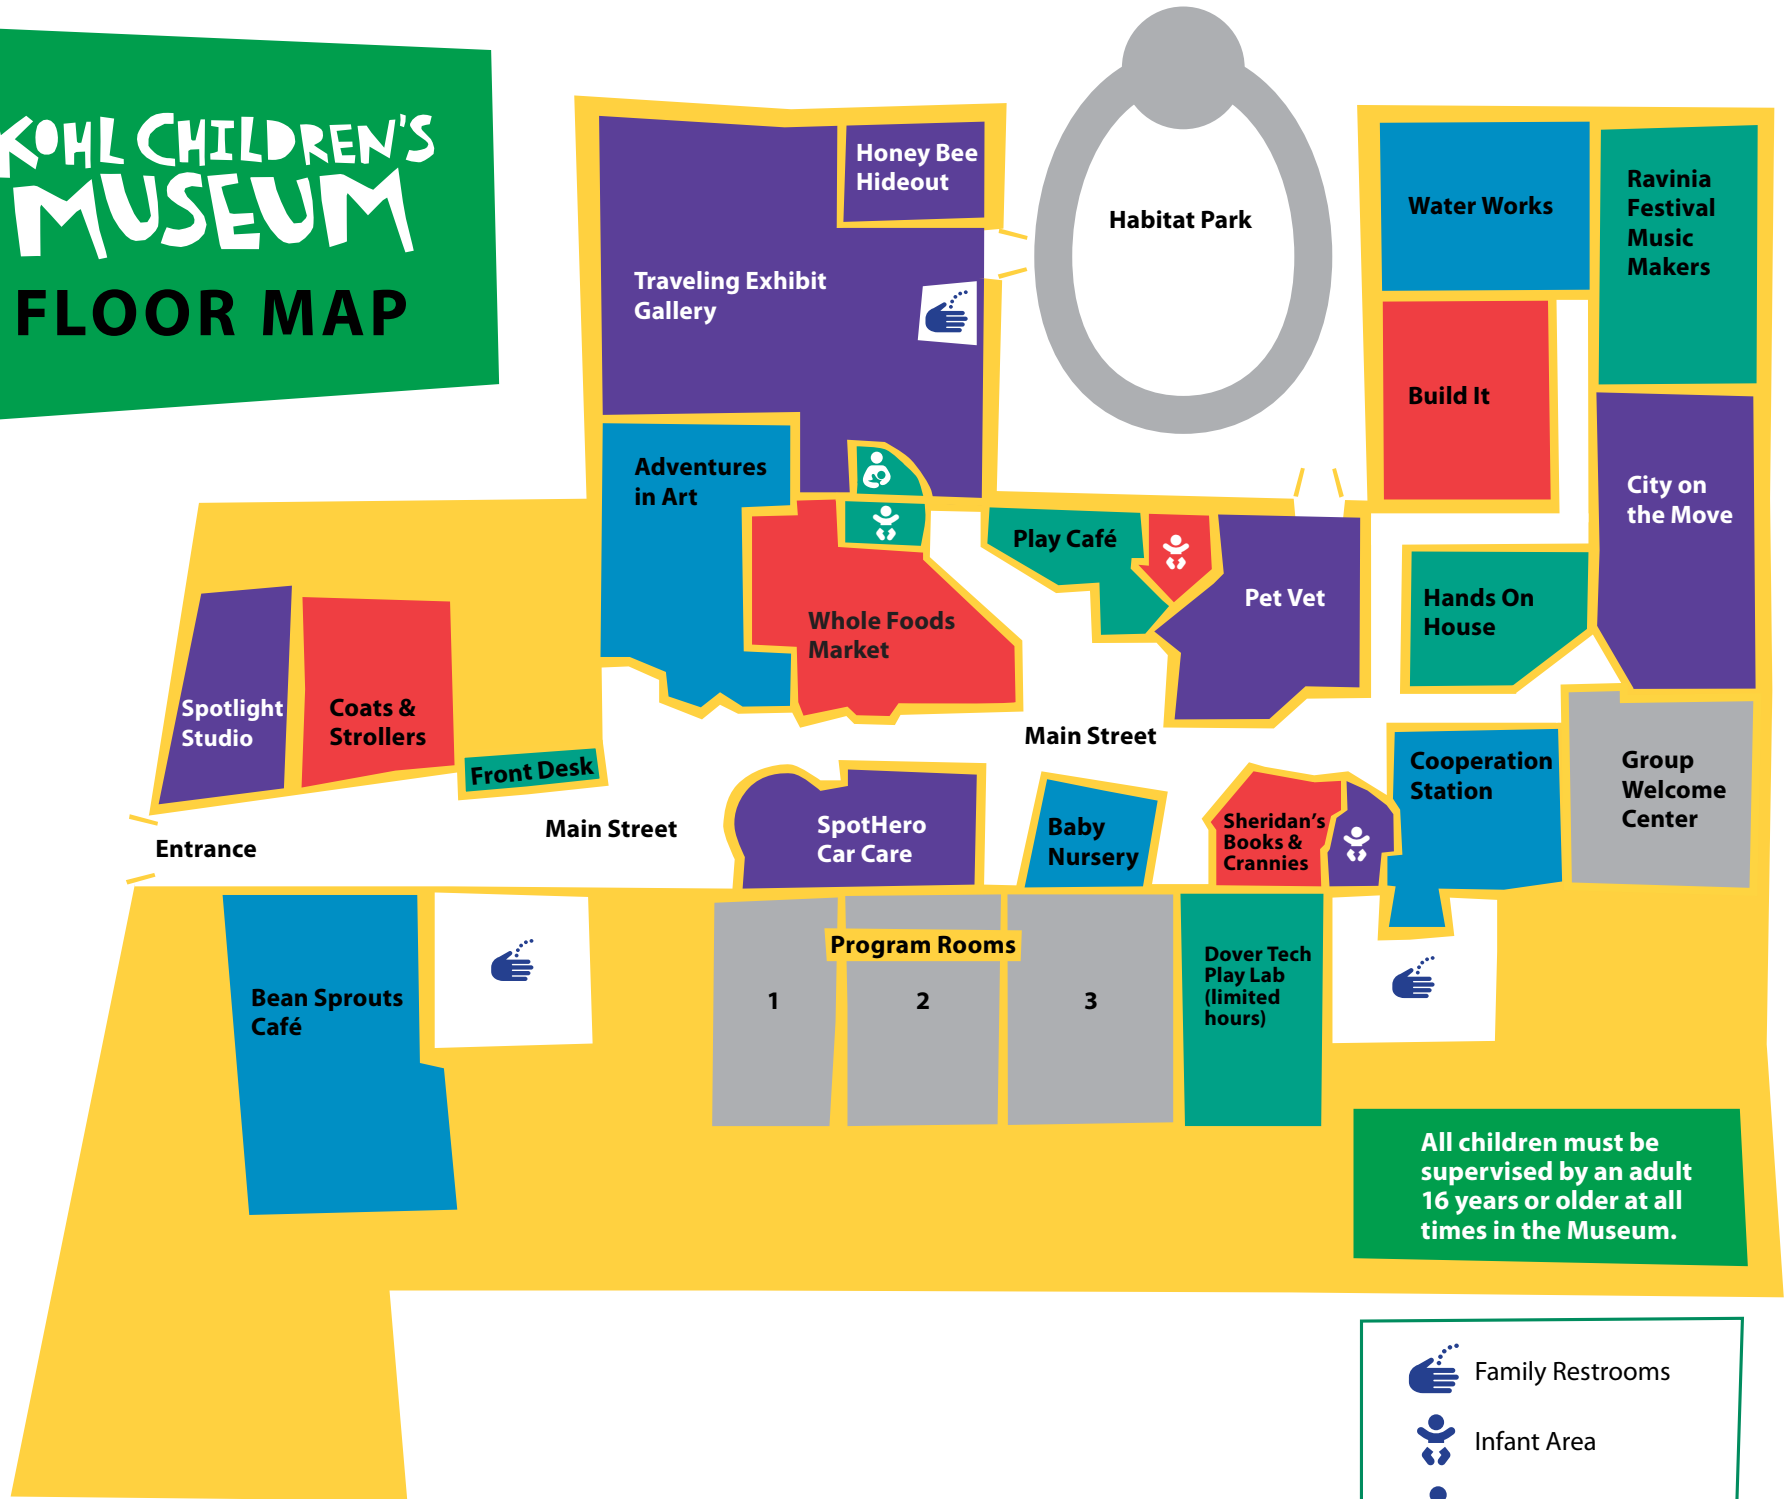 KOHL CHILDREN'S
MUSEUM
FLOOR MAP
Honey Bee
Hideout
Habitat Park
Water Works
Ravinia
Festival
Music
Makers
Traveling Exhibit
Gallery
Build It
Adventures
in Art
City on
the Move
Play Café
Pet Vet
Hands On
House
Whole Foods
Market
Spotlight
Studio
Coats &
Strollers
Front Desk
Main Street
Cooperation
Station
Group
Welcome
Center
Entrance
Main Street
SpotHero
Car Care
Baby
Nursery
Sheridan's
Books &
Crannies
Program Rooms
1
2
3
Dover Tech
Play Lab
(limited
hours)
Bean Sprouts
Café
All children must be
supervised by an adult
16 years or older at all
times in the Museum.
Family Restrooms
Infant Area